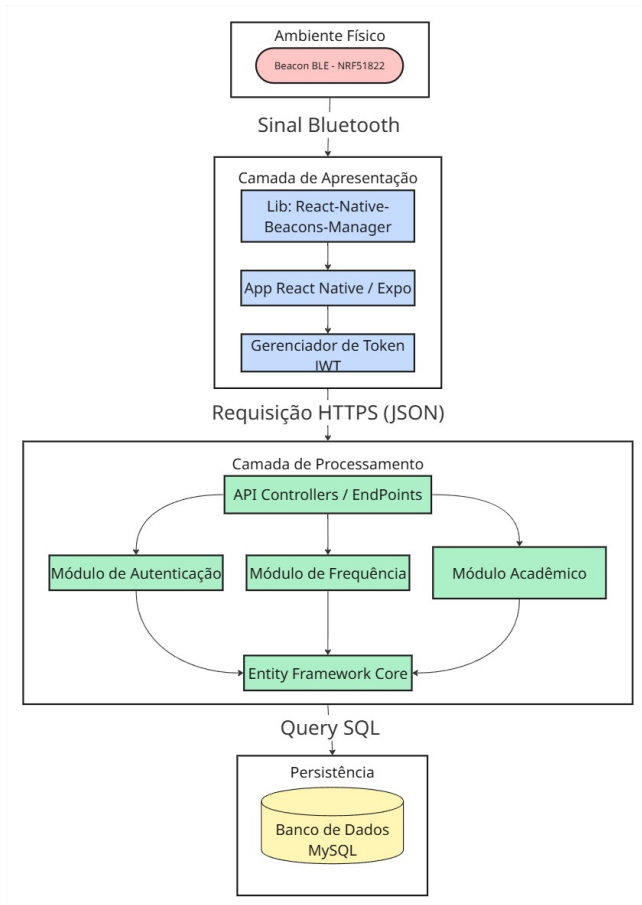 Ambiente Físico
Beacon BLE - NRF51822
Sinal Bluetooth
Camada de Apresentação
Lib: React-Native-
Beacons-Manager
App React Native / Expo
Gerenciador de Token
JWT
Requisição HTTPS (JSON)
Camada de Processamento
API Controllers / EndPoints
Módulo de Autenticação
Módulo de Frequência
Módulo Acadêmico
Entity Framework Core
Query SQL
Persistência
Banco de Dados
MySQL